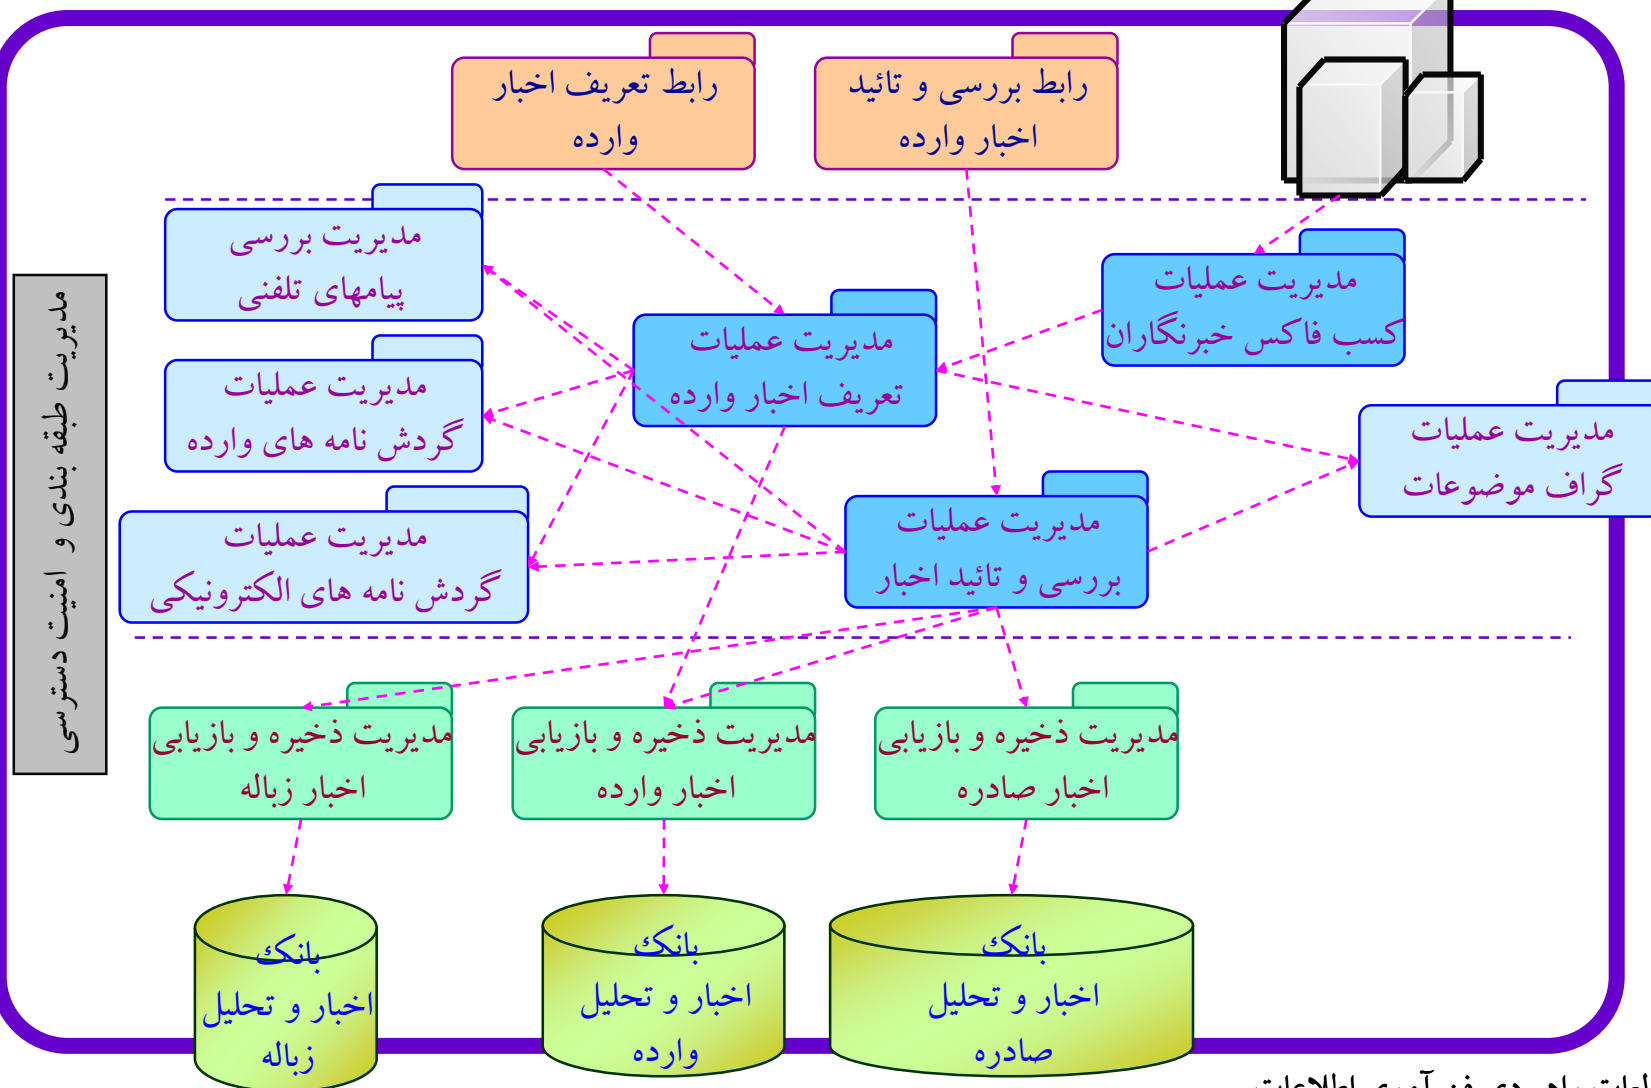 رابط بررسی و تائید
اخبار وارده
رابط تعریف اخبار
وارده
مدیریت بررسی
پیامهای تلفنی
مدیریت عملیات
کسب فاکس خبرنگاران
مدیریت عملیات
تعریف اخبار وارده
مدیریت عملیات
گردش نامه های وارده
مدیریت عملیات
گراف موضوعات
مدیریت عملیات
بررسی و تائید اخبار
مدیریت عملیات
گردش نامه های الکترونیکی
مدیریت طبقه بندی و امنیت دسترسی
مدیریت ذخیره و بازیابی
اخبار صادره
مدیریت ذخیره و بازیابی
اخبار وارده
مدیریت ذخیره و بازیابی
اخبار زباله
بانک
اخبار و تحلیل
صادره
بانک
اخبار و تحلیل
وارده
بانک
اخبار و تحلیل
زباله